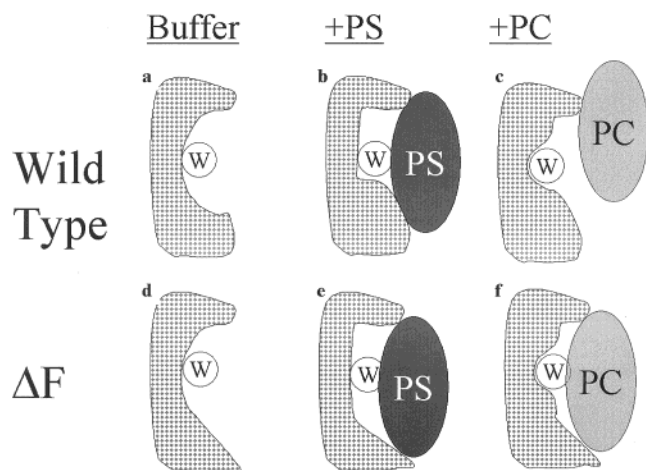 Buffer +PS +PC
a b c
Wild
Type
W W PS W PC
d e f
ΔF
W W PS W PC